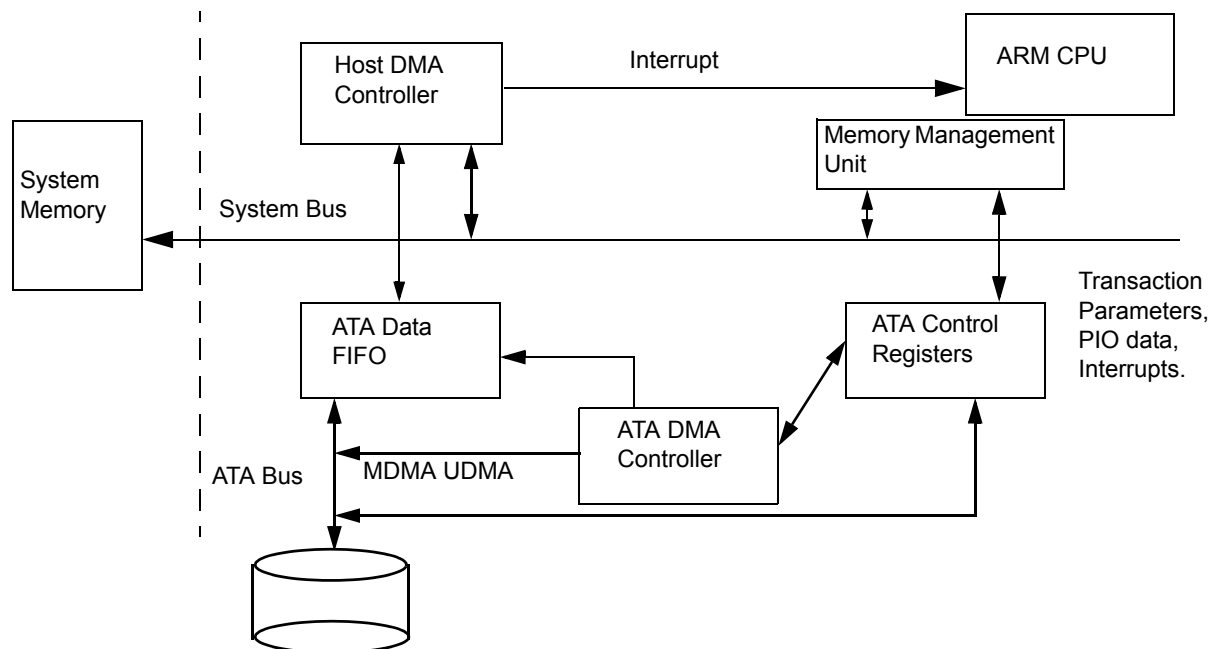 Host DMA
Controller
Interrupt
ARM CPU
Memory Management
Unit
System
Memory
System Bus
Transaction
Parameters,
PIO data,
Interrupts.
ATA Data
FIFO
ATA Control
Registers
ATA DMA
Controller
ATA Bus
MDMA UDMA